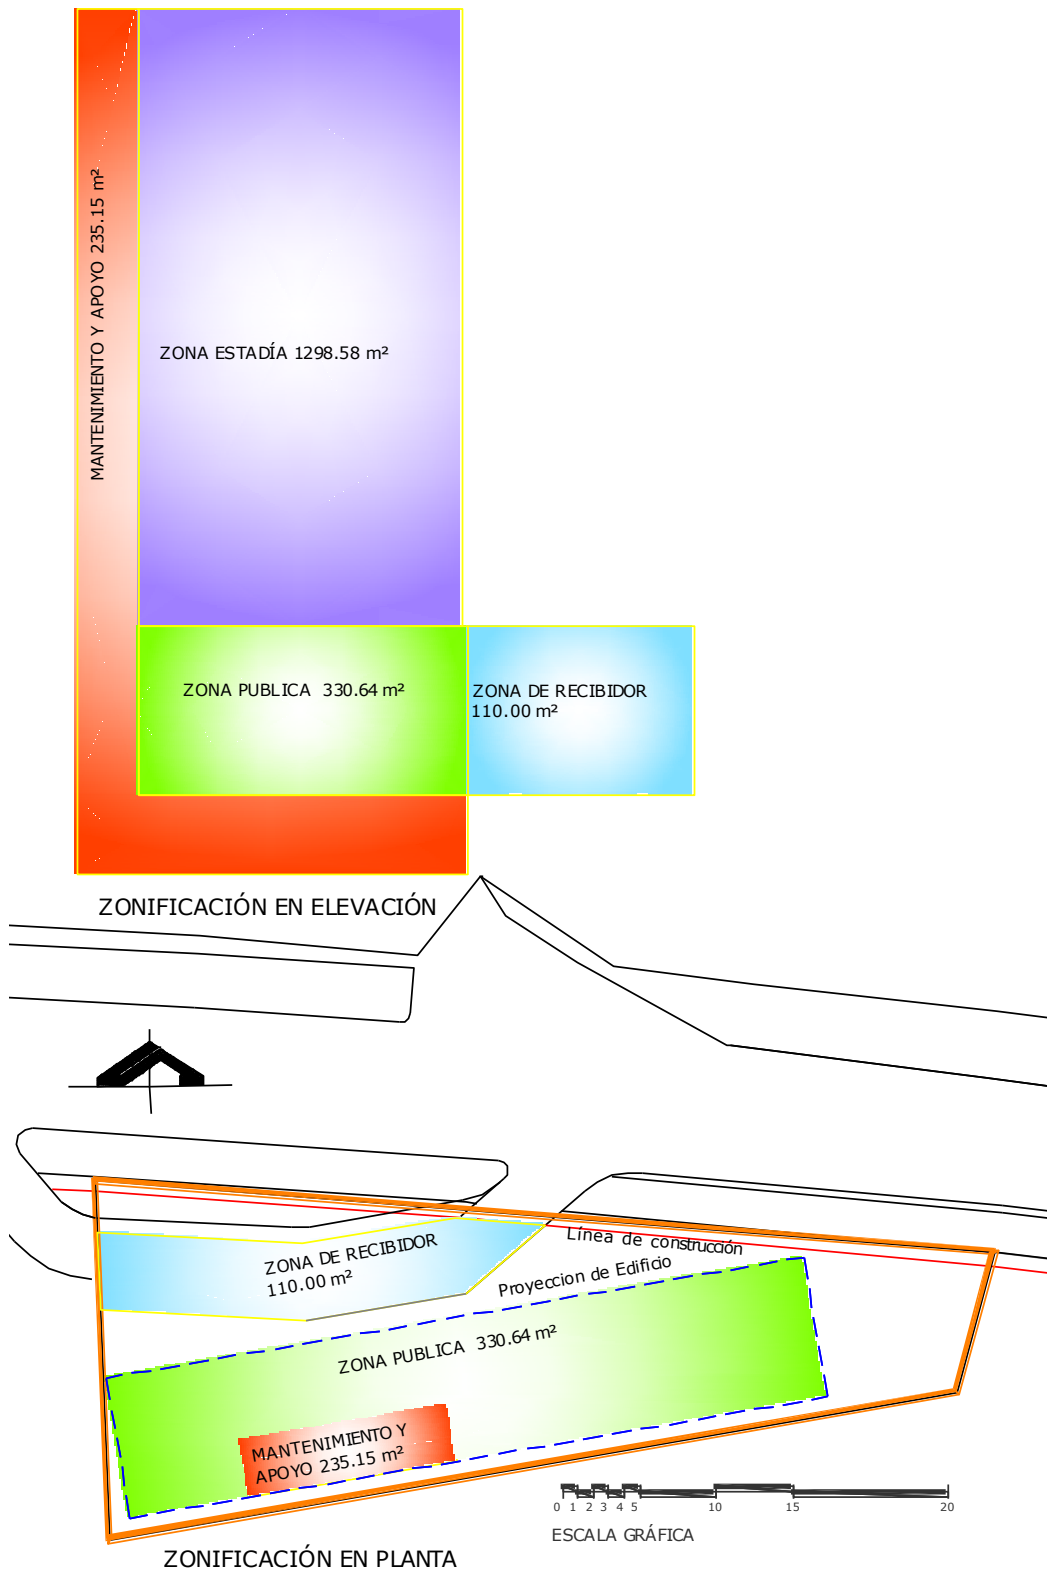 MANTENIMIENTO Y APOYO 235.15 m²
ZONA ESTADÍA 1298.58 m²
ZONA PUBLICA 330.64 m²
ZONA DE RECIBIDOR
110.00 m²
ZONIFICACIÓN EN ELEVACIÓN
Línea de construcción
ZONA DE RECIBIDOR
110.00 m²
Proyeccion de Edificio
ZONA PUBLICA 330.64 m²
MANTENIMIENTO Y
APOYO 235.15 m²
0 1 2 3 4 5 10 15 20
ESCALA GRÁFICA
ZONIFICACIÓN EN PLANTA